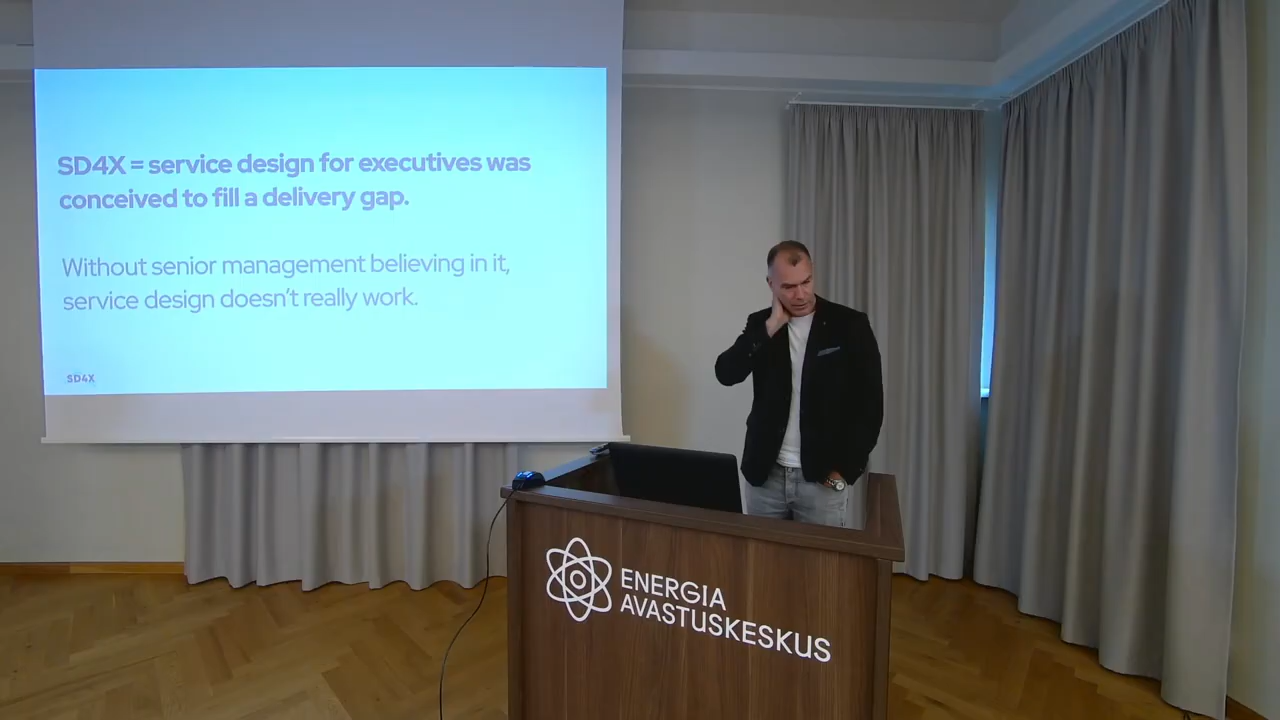 SD4X = service design for executives was
conceived to fill a delivery gap.
Without senior management believing in it,
service design doesn't really work.
SD4X
ENERGIA
AVASTUSKESKUS